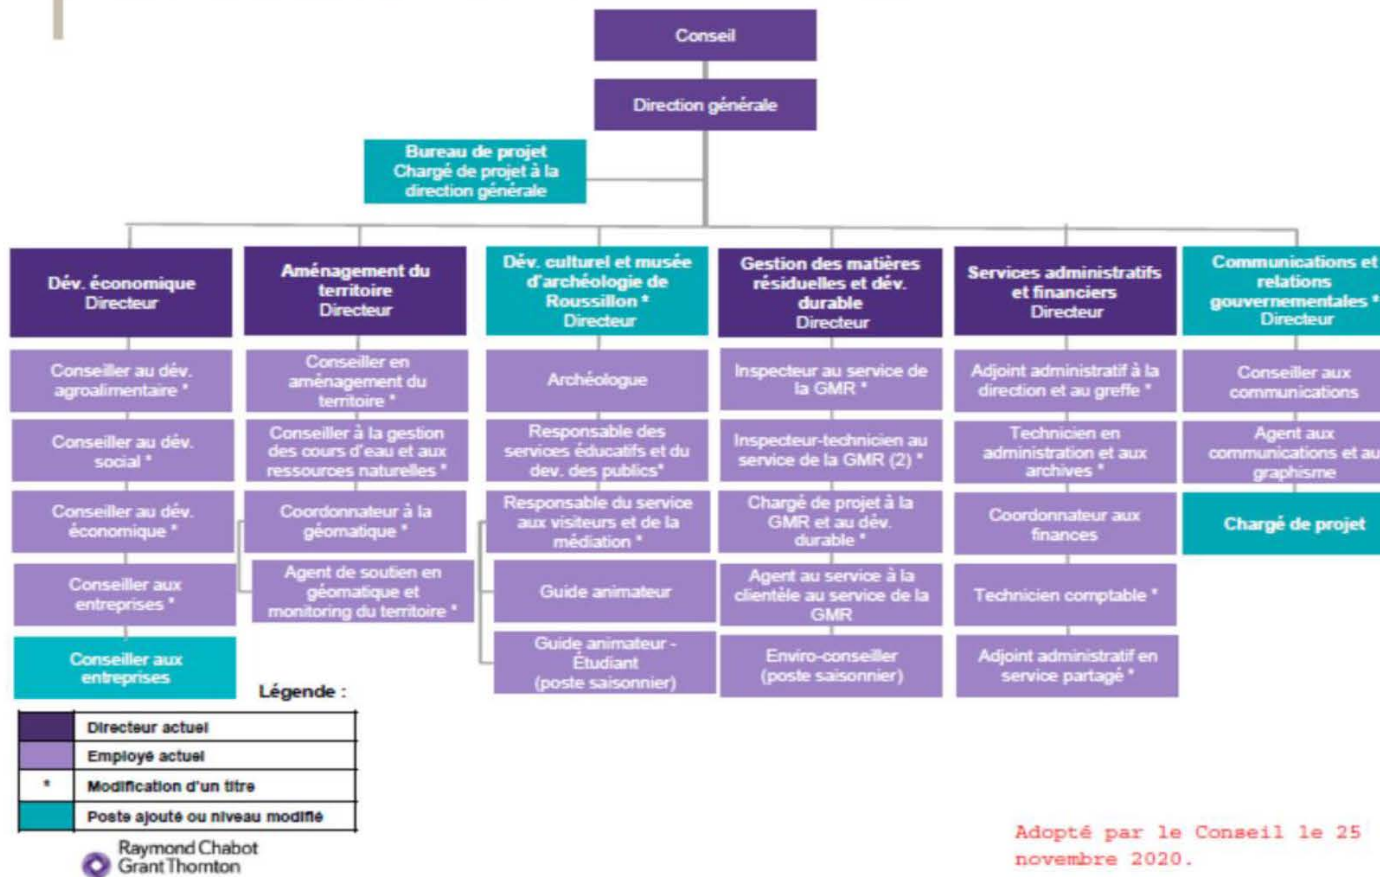 Conseil
Direction générale
Bureau de projet
Chargé de projet à la
direction générale
Dév. économique
Directeur
Conseiller au dév.
agroalimentaire *
Conseiller au dév.
social *
Conseiller au dév.
économique *
Conseiller aux
entreprises *
Conseiller aux
entreprises
Aménagement du
territoire
Directeur
Conseiller en
aménagement du
territoire *
Conseiller à la gestion
des cours d'eau et aux
ressources naturelles *
Coordonnateur à la
géomatique *
Agent de soutien en
géomatique et
monitoring du territoire *
Dév. culturel et musée
d'archéologie de
Roussillon *
Directeur
Archéologue
Responsable des
services éducatifs et du
dev. des publics*
Responsable du service
aux visiteurs et de la
médiation *
Guide animateur
Guide animateur -
Étudiant
(poste saisonnier)
Gestion des matières
résiduelles et dév.
durable
Directeur
Inspecteur au service de
la GMR *
Inspecteur-technicien au
service de la GMR (2) *
Chargé de projet à la
GMR et au dév.
durable *
Agent au service à la
clientèle au service de la
GMR
Enviro-conseiller
(poste saisonnier)
Services administratifs
et financiers
Directeur
Adjoint administratif à la
direction et au greffe *
Technicien en
administration et aux
archives *
Coordonnateur aux
finances
Technicien comptable *
Adjoint administratif en
service partagé *
Communications et
relations
gouvernementales *
Directeur
Conseiller aux
communications
Agent aux
communications et au
graphisme
Chargé de projet
Légende :
Directeur actuel
Employé actuel
* Modification d'un titre
Poste ajouté ou niveau modifié
Raymond Chabot
Grant Thornton
Adopté par le Conseil le 25
novembre 2020.